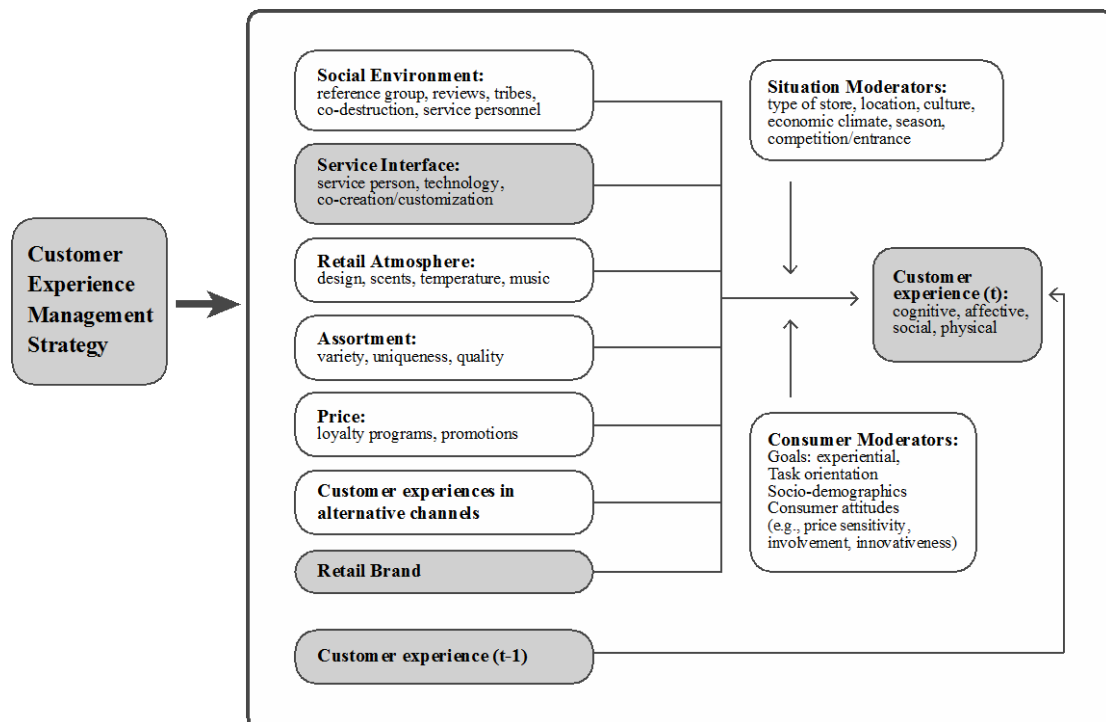 Customer
Experience
Management
Strategy
Social Environment:
reference group, reviews, tribes,
co-destruction, service personnel
Service Interface:
service person, technology,
co-creation/customization
Retail Atmosphere:
design, scents, temperature, music
Assortment:
variety, uniqueness, quality
Price:
loyalty programs, promotions
Customer experiences in
alternative channels
Retail Brand
Customer experience (t-1)
Situation Moderators:
type of store, location, culture,
economic climate, season,
competition/entrance
Customer
experience (t):
cognitive, affective,
social, physical
Consumer Moderators:
Goals: experiential,
Task orientation
Socio-demographics
Consumer attitudes
(e.g., price sensitivity,
involvement, innovativeness)